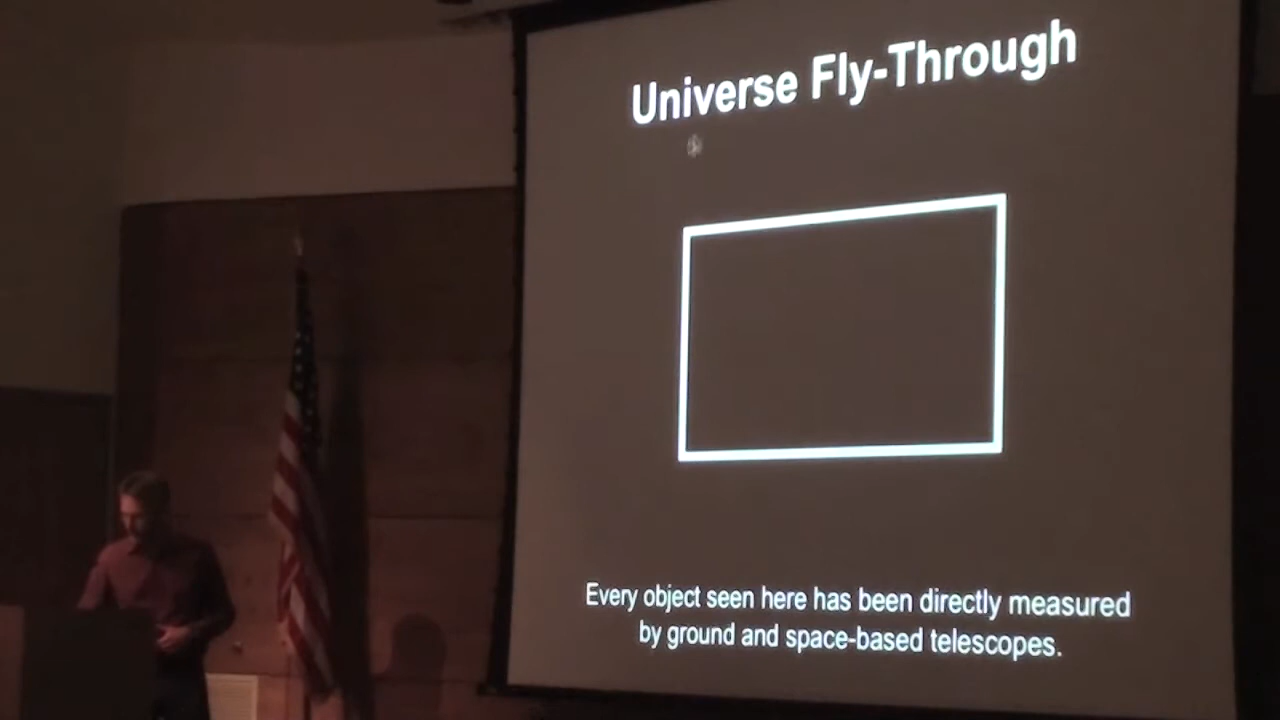 Universe Fly-Through
Every object seen here has been directly measured
by ground and space-based telescopes.